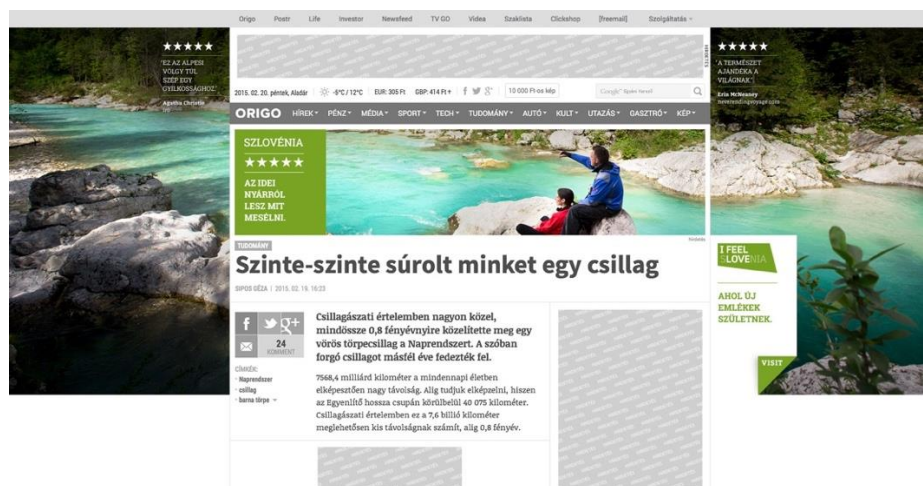 Origo Postr Life Investor Newsfeed TV GO Videa Szaklista Clickshop [freemail] Szolgáltatás
HIRDETÉS
★★★★★
"EZ AZ ALPESI
VÖLGY TÚL
SZÉP EGY
GYILKOSSÁGHOZ."
Agatha Christie
író
2015. 02. 20. péntek, Aladár -5°C / 12°C EUR: 305 Ft GBP: 414 Ft + 10 000 Ft-os kép
ORIGO HÍREK PÉNZ MÉDIA SPORT TECH TUDOMÁNY AUTÓ KULT UTAZÁS GASZTRÓ KÉP
SZLOVÉNIA
★★★★★
AZ IDEI
NYÁRRÓL
LESZ MIT
MESÉLNI.
★★★★★
"A TERMÉSZET
AJÁNDÉKA A
VILÁGNAK."
Erin McNeaney
neverendingvoyage.com
Hirdetés
TUDOMÁNY
Szinte-szinte súrolt minket egy csillag
SIPOS GÉZA | 2015. 02. 19. 16:23
24
KOMMENT
CÍMKÉK:
Naprendszer
csillag
barna törpe
Csillagászati értelemben nagyon közel,
mindössze 0,8 fényévnyire közelítette meg egy
vörös törpecsillag a Naprendszert. A szóban
forgó csillagot másfél éve fedezték fel.
7568,4 milliárd kilométer a mindennapi életben
elképesztően nagy távolság. Alig tudjuk elképzelni, hiszen
az Egyenlítő hossza csupán körülbelül 40 075 kilométer.
Csillagászati értelemben ez a 7,6 billió kilométer
meglehetősen kis távolságnak számít, alig 0,8 fényév.
I FEEL
SLOVENIA
AHOL ÚJ
EMLÉKEK
SZÜLETNEK.
VISIT